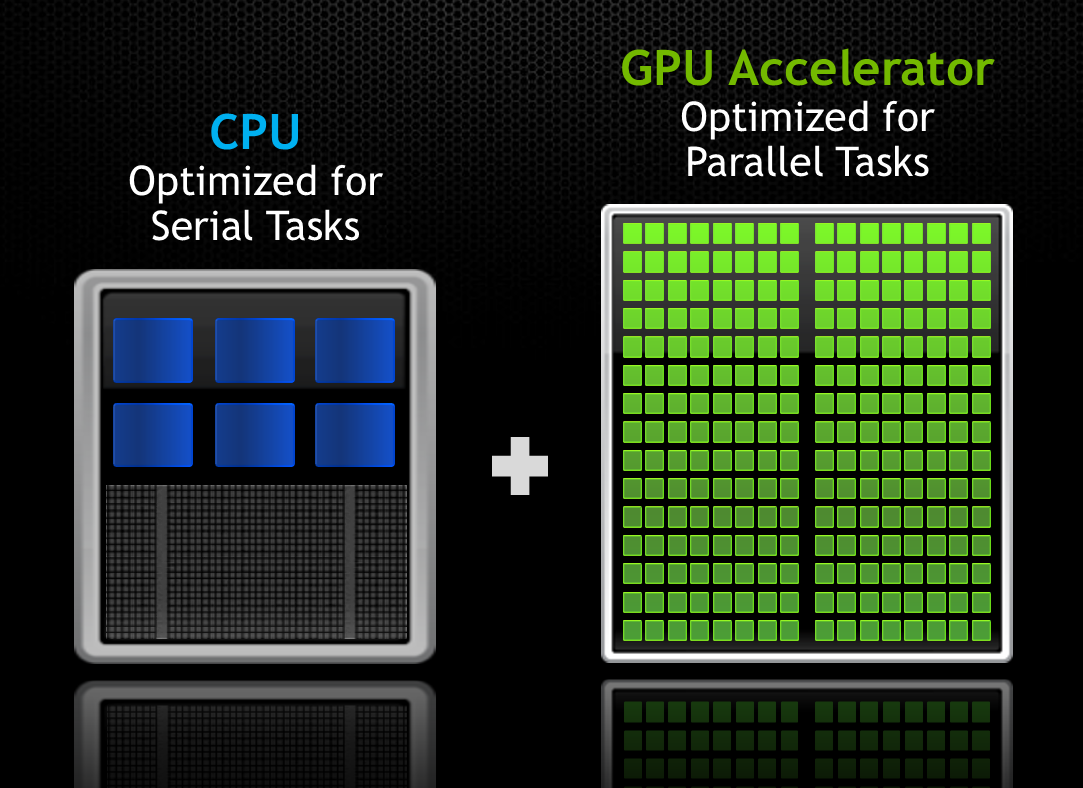 CPU
Optimized for
Serial Tasks
GPU Accelerator
Optimized for
Parallel Tasks